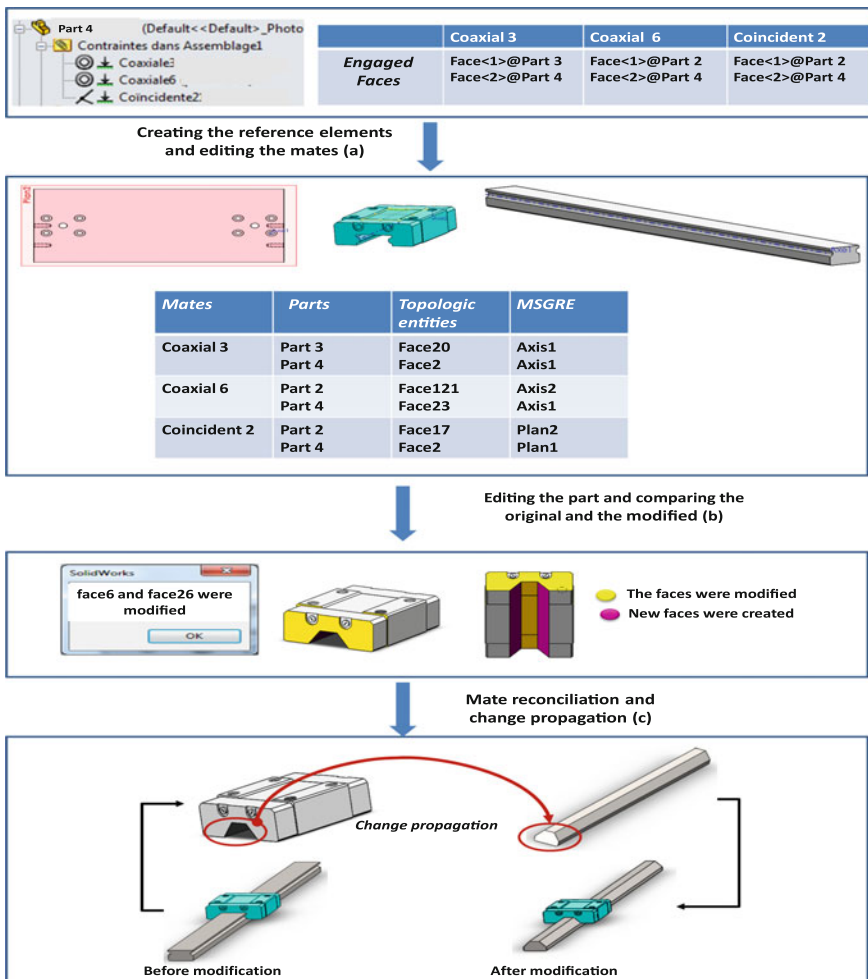 Part 4 (Default<<Default>_Photo
Contraintes dans Assemblage1
Coaxiale3
Coaxiale6
Coïncidente2
Coaxial 3 Coaxial 6 Coincident 2
Engaged Faces Face<1>@Part 3 Face<1>@Part 2 Face<1>@Part 2
Face<2>@Part 4 Face<2>@Part 4 Face<2>@Part 4
Creating the reference elements
and editing the mates (a)
Plan2
Mates Parts Topologic entities MSGRE
Coaxial 3 Part 3 Face20 Axis1
Part 4 Face2 Axis1
Coaxial 6 Part 2 Face121 Axis2
Part 4 Face23 Axis1
Coincident 2 Part 2 Face17 Plan2
Part 4 Face2 Plan1
Editing the part and comparing the
original and the modified (b)
SolidWorks
face6 and face26 were
modified
OK
The faces were modified
New faces were created
Mate reconciliation and
change propagation (c)
Change propagation
Before modification
After modification